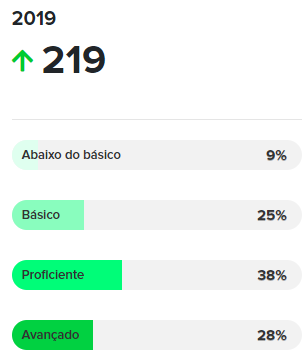 2019
219
Abaixo do básico 9%
Básico 25%
Proficiente 38%
Avançado 28%